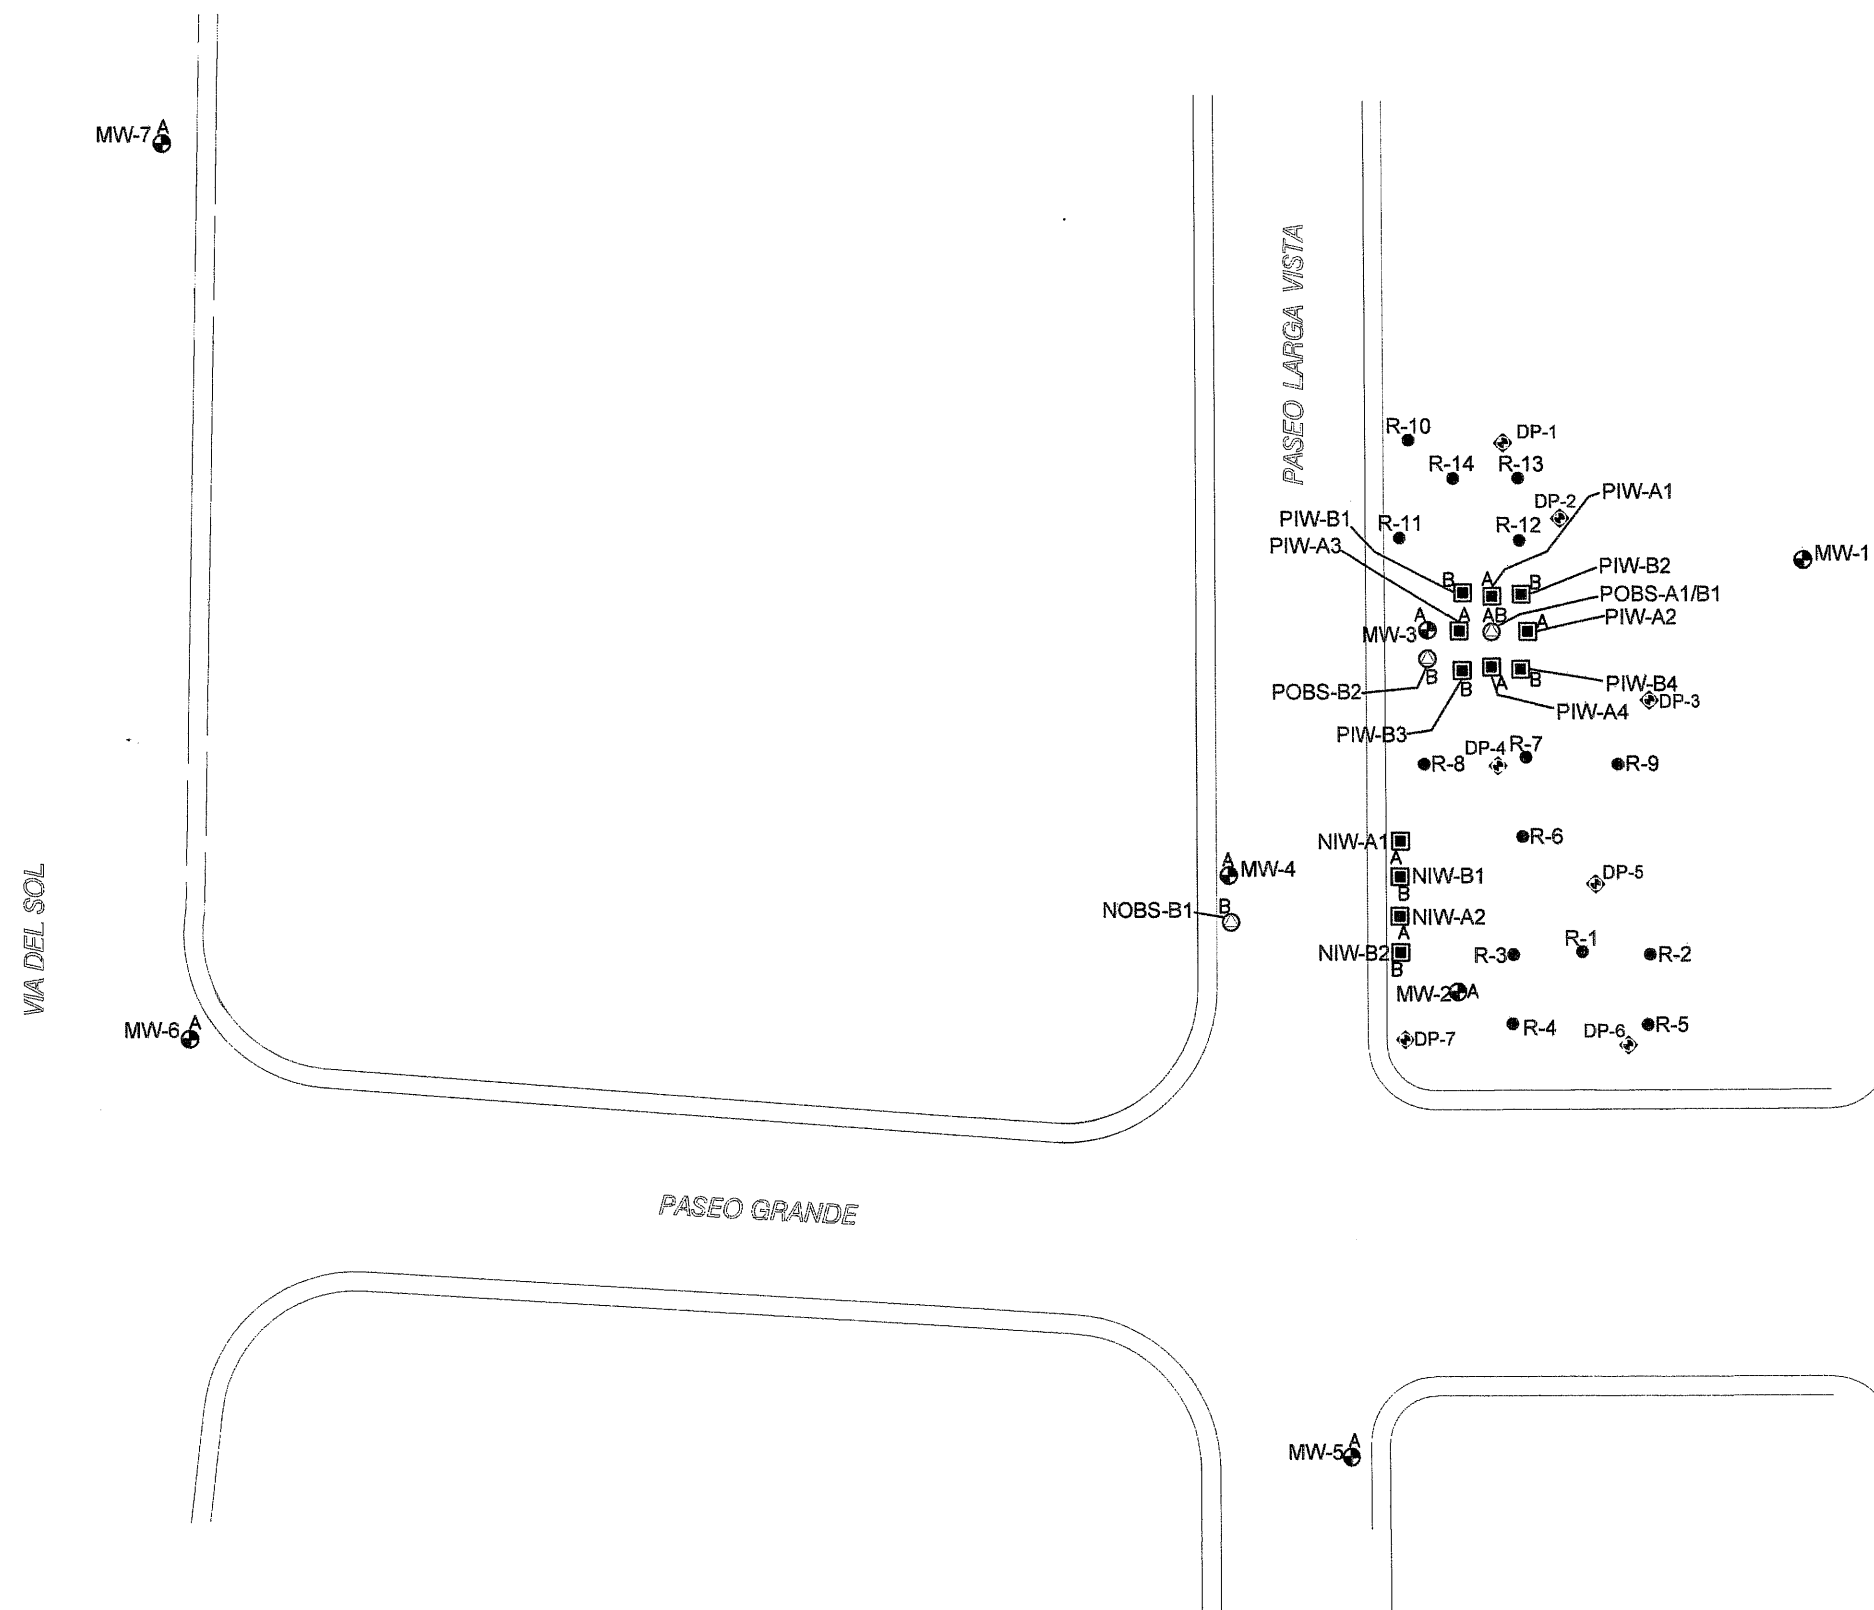 MW-7 A
PASEO LARGA VISTA
R-10
DP-1
R-14
R-13
PIW-A1
DP-2
PIW-B1
R-11
R-12
PIW-A3
MW-1
PIW-B2
B
A
B
POBS-A1/B1
A
A
AB
A
PIW-A2
MW-3
B
B
A
B
PIW-B4
POBS-B2
DP-3
PIW-A4
PIW-B3
DP-4
R-7
R-8
R-9
NIW-A1
R-6
A
A
MW-4
NIW-B1
DP-5
B
NOBS-B1
B
NIW-A2
A
VIA DEL SOL
NIW-B2
R-3
R-1
R-2
B
MW-2 A
MW-6
A
R-4
DP-6
R-5
DP-7
PASEO GRANDE
MW-5
A